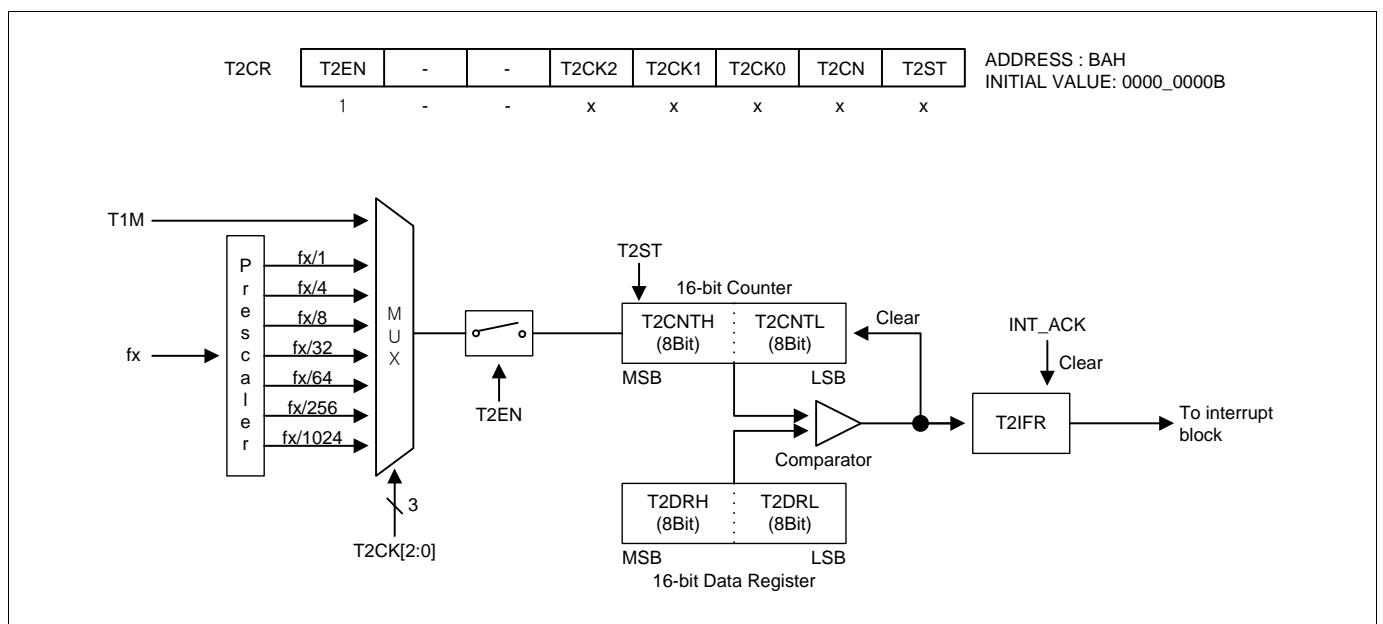 T2CR T2EN - - T2CK2 T2CK1 T2CK0 T2CN T2ST ADDRESS : BAH
INITIAL VALUE: 0000_0000B
1 - - x x x x x
T1M
fx
Prescaler
fx/1
fx/4
fx/8
fx/32
fx/64
fx/256
fx/1024
MUX
3
T2CK[2:0]
T2EN
T2ST
16-bit Counter
T2CNTH
(8Bit)
T2CNTL
(8Bit)
MSB
LSB
Clear
Comparator
T2DRH
(8Bit)
T2DRL
(8Bit)
MSB
LSB
16-bit Data Register
INT_ACK
Clear
T2IFR
To interrupt
block